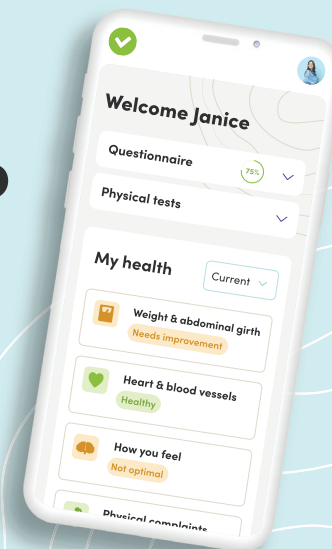 Welcome Janice
Questionnaire
75%
Physical tests
My health
Current
Weight & abdominal girth
Needs improvement
Heart & blood vessels
Healthy
How you feel
Not optimal
Physical complaints